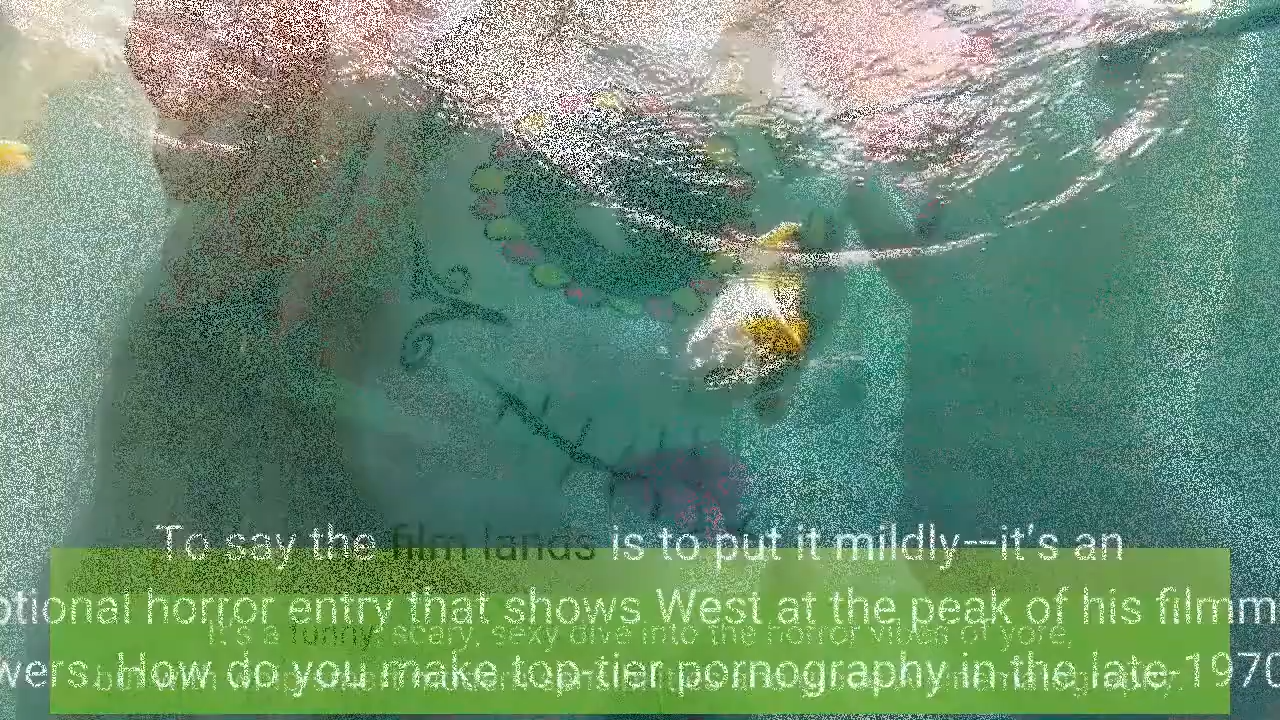 To say the film lands is to put it mildly--it's an
otional horror entry that shows West at the peak of his filmm
It's a funny, scary, sexy dive into the horror vibes of yore,
wers. How do you make top-tier pornography in the late 1970